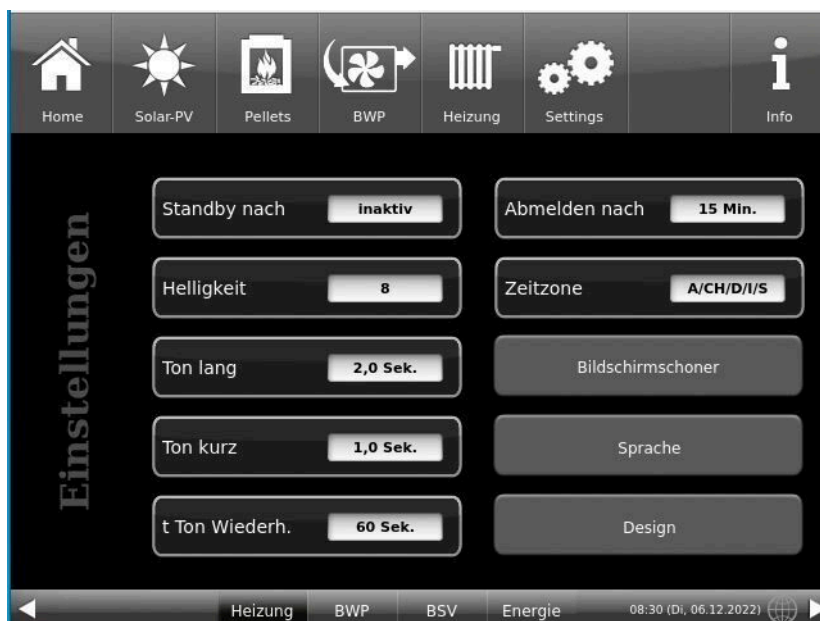 Home Solar-PV Pellets BWP Heizung Settings Info
Einstellungen
Standby nach inaktiv
Abmelden nach 15 Min.
Helligkeit 8
Zeitzone A/CH/D/I/S
Ton lang 2,0 Sek.
Bildschirmschoner
Ton kurz 1,0 Sek.
Sprache
t Ton Wiederh. 60 Sek.
Design
Heizung BWP BSV Energie 08:30 (Di, 06.12.2022)